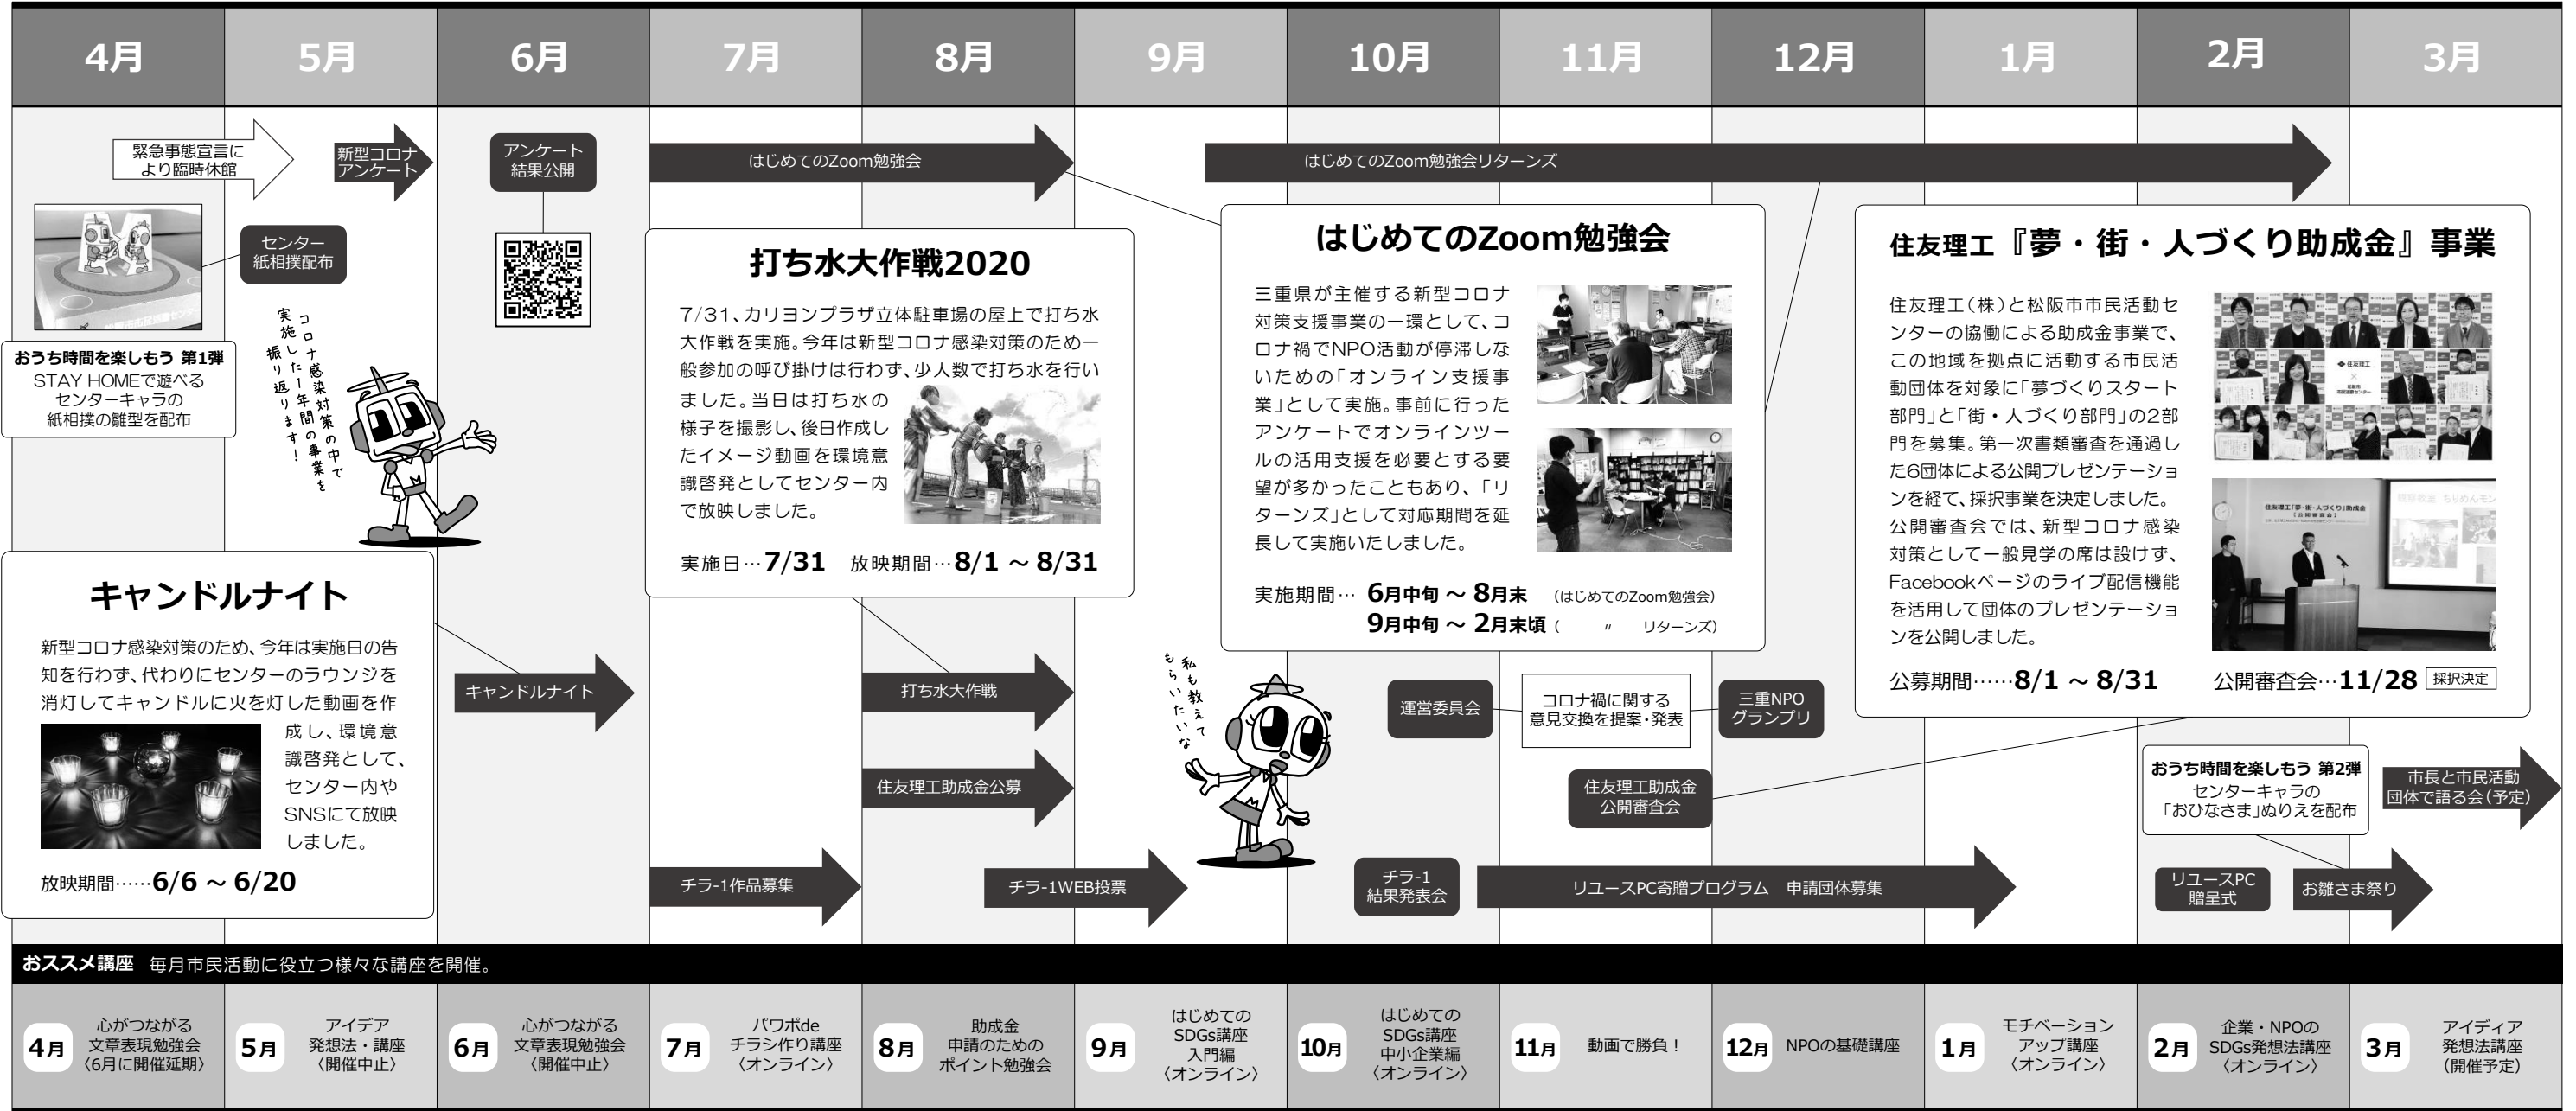 4月
5月
6月
7月
8月
9月
10月
11月
12月
1月
2月
3月
緊急事態宣言に
より臨時休館
新型コロナ
アンケート
アンケート
結果公開
はじめてのZoom勉強会
はじめてのZoom勉強会リターンズ
センター
紙相撲配布
おうち時間を楽しもう 第1弾
STAY HOMEで遊べる
センターキャラの
紙相撲の雛型を配布
コロナ感染対策の中で
実施した1年間の事業を
振り返ります!
キャンドルナイト
新型コロナ感染対策のため、今年は実施日の告
知を行わず、代わりにセンターのラウンジを
消灯してキャンドルに火を灯した動画を作
成し、環境意
識啓発として、
センター内や
SNSにて放映
しました。
放映期間……6/6 ～ 6/20
キャンドルナイト
打ち水大作戦2020
7/31、カリヨンプラザ立体駐車場の屋上で打ち水
大作戦を実施。今年は新型コロナ感染対策のため一
般参加の呼び掛けは行わず、少人数で打ち水を行い
ました。当日は打ち水の
様子を撮影し、後日作成し
たイメージ動画を環境意
識啓発としてセンター内
で放映しました。
実施日…7/31 放映期間…8/1 ～ 8/31
打ち水大作戦
住友理工助成金公募
チラ-1作品募集
チラ-1WEB投票
はじめてのZoom勉強会
三重県が主催する新型コロナ
対策支援事業の一環として、コ
ロナ禍でNPO活動が停滞しな
いための「オンライン支援事
業」として実施。事前に行った
アンケートでオンラインツー
ルの活用支援を必要とする要
望が多かったこともあり、「リ
ターンズ」として対応期間を延
長して実施いたしました。
実施期間… 6月中旬 ～ 8月末 (はじめてのZoom勉強会)
9月中旬 ～ 2月末頃 ( 〃 リターンズ)
私も教えて
もらいたいな
運営委員会
コロナ禍に関する
意見交換を提案・発表
三重NPO
グランプリ
住友理工助成金
公開審査会
チラ-1
結果発表会
リユースPC寄贈プログラム 申請団体募集
住友理工『夢・街・人づくり助成金』事業
住友理工(株)と松阪市市民活動セ
ンターの協働による助成金事業で、
この地域を拠点に活動する市民活
動団体を対象に「夢づくりスタート
部門」と「街・人づくり部門」の2部
門を募集。第一次書類審査を通過し
た6団体による公開プレゼンテーショ
ンを経て、採択事業を決定しました。
公開審査会では、新型コロナ感染
対策として一般見学の席は設けず、
Facebookページのライブ配信機能
を活用して団体のプレゼンテーショ
ンを公開しました。
住友理工
×
松阪市
市民活動センター
住友理工「夢・街・人づくり」助成金
【公開審査会】
公募期間……8/1 ～ 8/31 公開審査会…11/28 採択決定
おうち時間を楽しもう 第2弾
センターキャラの
「おひなさま」ぬりえを配布
市長と市民活動
団体で語る会(予定)
リユースPC
贈呈式
お雛さま祭り
おススメ講座 毎月市民活動に役立つ様々な講座を開催。
4月
心がつながる
文章表現勉強会
〈6月に開催延期〉
5月
アイデア
発想法・講座
〈開催中止〉
6月
心がつながる
文章表現勉強会
〈開催中止〉
7月
パワポde
チラシ作り講座
〈オンライン〉
8月
助成金
申請のための
ポイント勉強会
9月
はじめての
SDGs講座
入門編
〈オンライン〉
10月
はじめての
SDGs講座
中小企業編
〈オンライン〉
11月
動画で勝負！
12月
NPOの基礎講座
1月
モチベーション
アップ講座
〈オンライン〉
2月
企業・NPOの
SDGs発想法講座
〈オンライン〉
3月
アイディア
発想法講座
(開催予定)